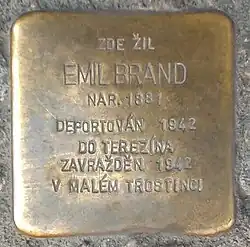 ZDE ŽIL
EMIL BRAND
NAR. 1881
DEPORTOVÁN 1942
DO TEREZÍNA
ZAVRAŽDĚN 1942
V MALÉM TROSTINCI